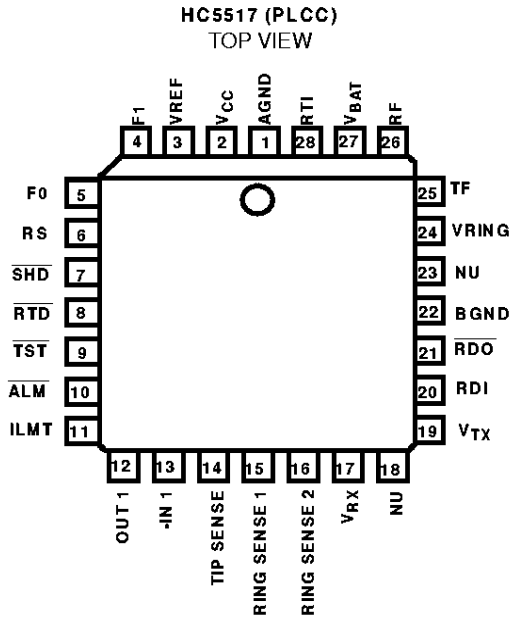 HC5517 (PLCC)
TOP VIEW
F1
VREF
VCC
AGND
RTI
VBAT
RF
4
3
2
1
28
27
26
F0
5
RS
6
SHD
7
RTD
8
TST
9
ALM
10
ILMT
11
25
TF
24
VRING
23
NU
22
BGND
21
RDO
20
RDI
19
VTX
12
13
14
15
16
17
18
OUT 1
-IN 1
TIP SENSE
RING SENSE 1
RING SENSE 2
VRX
NU